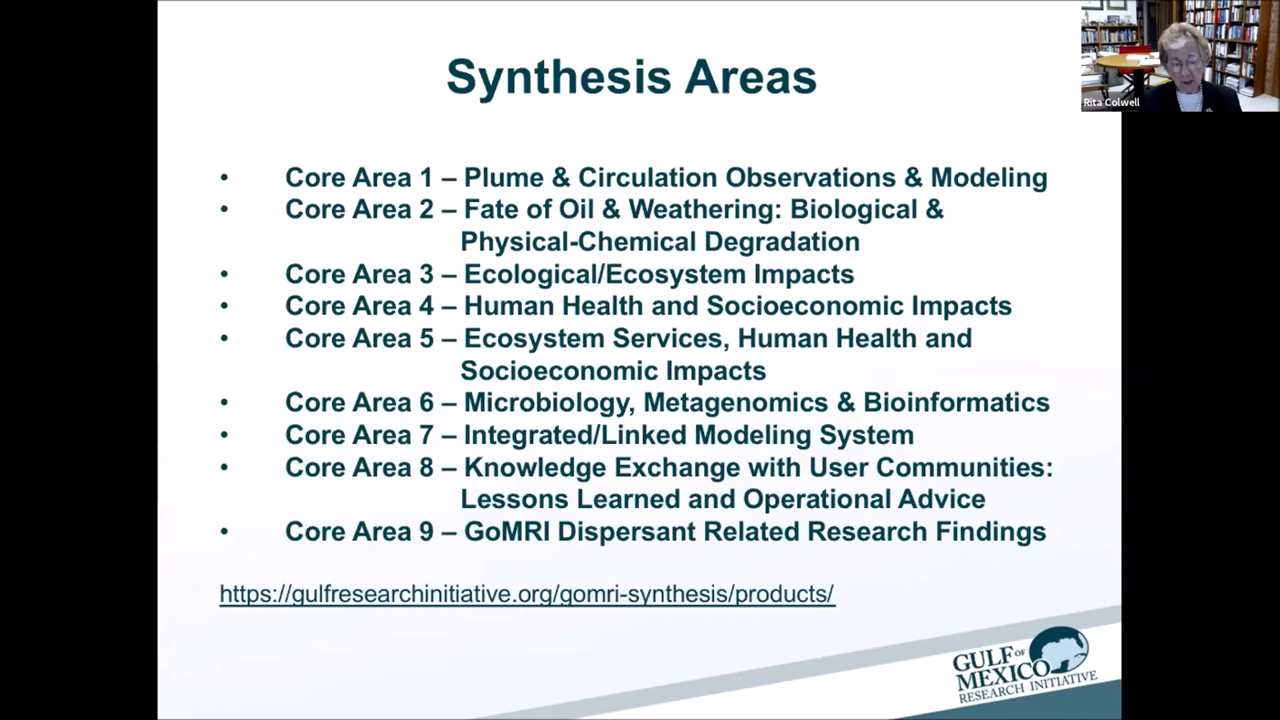 Synthesis Areas
Rita Colwell
• Core Area 1 – Plume & Circulation Observations & Modeling
• Core Area 2 – Fate of Oil & Weathering: Biological &
Physical-Chemical Degradation
• Core Area 3 – Ecological/Ecosystem Impacts
• Core Area 4 – Human Health and Socioeconomic Impacts
• Core Area 5 – Ecosystem Services, Human Health and
Socioeconomic Impacts
• Core Area 6 – Microbiology, Metagenomics & Bioinformatics
• Core Area 7 – Integrated/Linked Modeling System
• Core Area 8 – Knowledge Exchange with User Communities:
Lessons Learned and Operational Advice
• Core Area 9 – GoMRI Dispersant Related Research Findings
https://gulfresearchinitiative.org/gomri-synthesis/products/
GULF OF
MEXICO
RESEARCH INITIATIVE